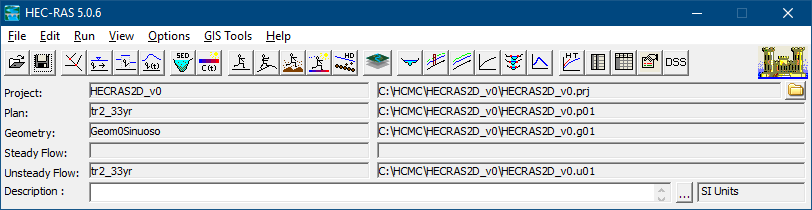 HEC-RAS 5.0.6
File Edit Run View Options GIS Tools Help
SED C(t) HD H T DSS
Project: HECRAS2D_v0 C:\HCMC\HECRAS2D_v0\HECRAS2D_v0.prj
Plan: tr2_33yr C:\HCMC\HECRAS2D_v0\HECRAS2D_v0.p01
Geometry: Geom0Sinuoso C:\HCMC\HECRAS2D_v0\HECRAS2D_v0.g01
Steady Flow:
Unsteady Flow: tr2_33yr C:\HCMC\HECRAS2D_v0\HECRAS2D_v0.u01
Description : ... SI Units